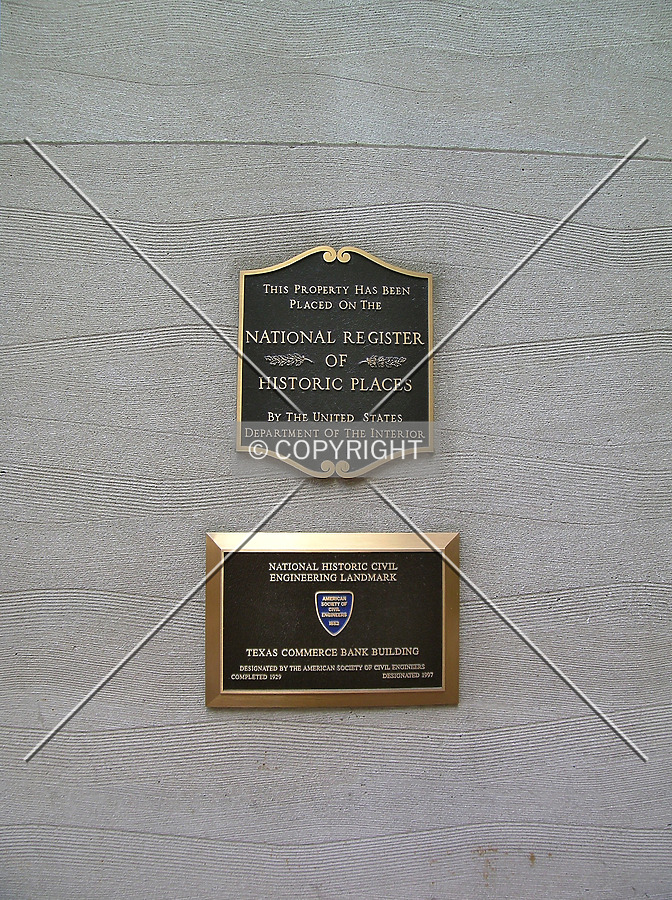 THIS PROPERTY HAS BEEN
PLACED ON THE
NATIONAL REGISTER
OF
HISTORIC PLACES
BY THE UNITED STATES
DEPARTMENT OF THE INTERIOR
© COPYRIGHT
NATIONAL HISTORIC CIVIL
ENGINEERING LANDMARK
AMERICAN
SOCIETY OF
CIVIL
ENGINEERS
1852
TEXAS COMMERCE BANK BUILDING
DESIGNATED BY THE AMERICAN SOCIETY OF CIVIL ENGINEERS
COMPLETED 1929 DESIGNATED 1997